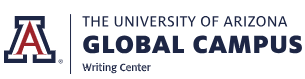 A
THE UNIVERSITY OF ARIZONA
GLOBAL CAMPUS
Writing Center